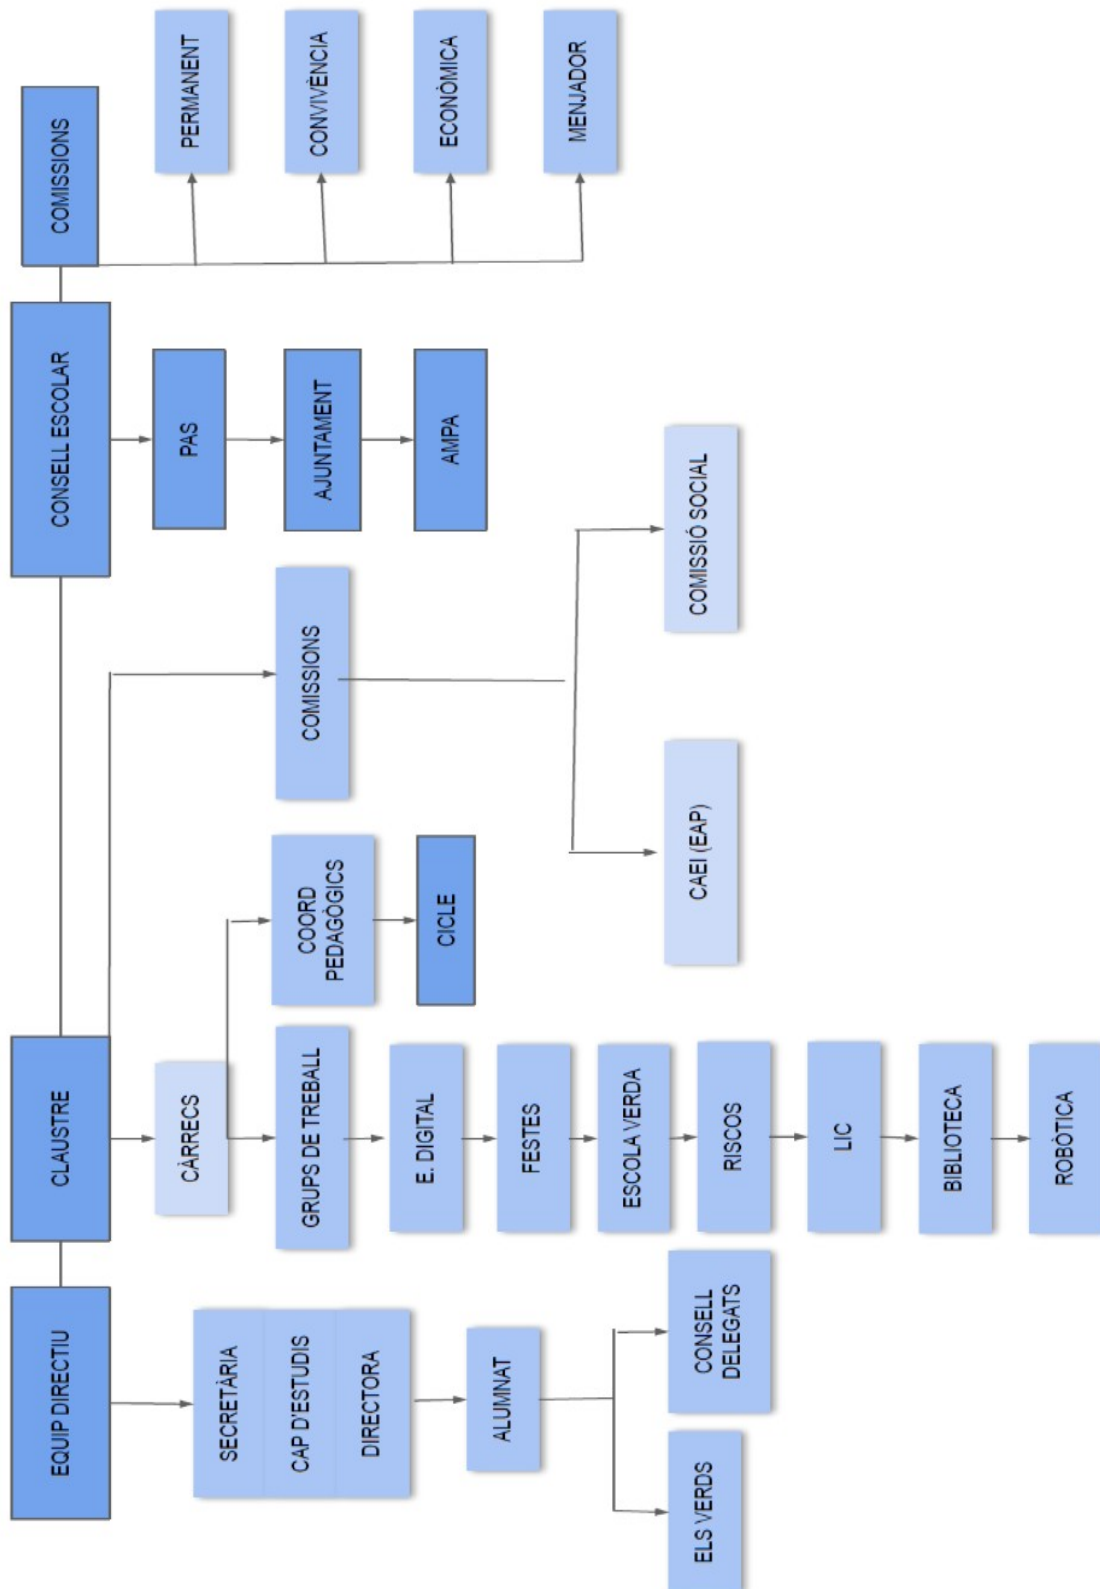 EQUIP DIRECTIU
CLAUSTRE
CONSELL ESCOLAR
COMISSIONS
SECRETÀRIA
CAP D'ESTUDIS
DIRECTORA
ALUMNAT
ELS VERDS
CONSELL
DELEGATS
CÀRRECS
GRUPS DE TREBALL
E. DIGITAL
FESTES
ESCOLA VERDA
RISCOS
LIC
BIBLIOTECA
ROBÒTICA
COORD
PEDAGÒGICS
CICLE
COMISSIONS
CAEI (EAP)
COMISSIÓ SOCIAL
PAS
AJUNTAMENT
AMPA
PERMANENT
CONVIVÈNCIA
ECONÒMICA
MENJADOR